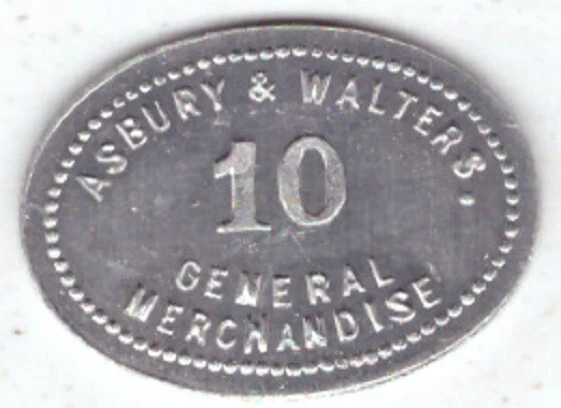 ASBURY & WALTERS.
10
GENERAL
MERCHANDISE